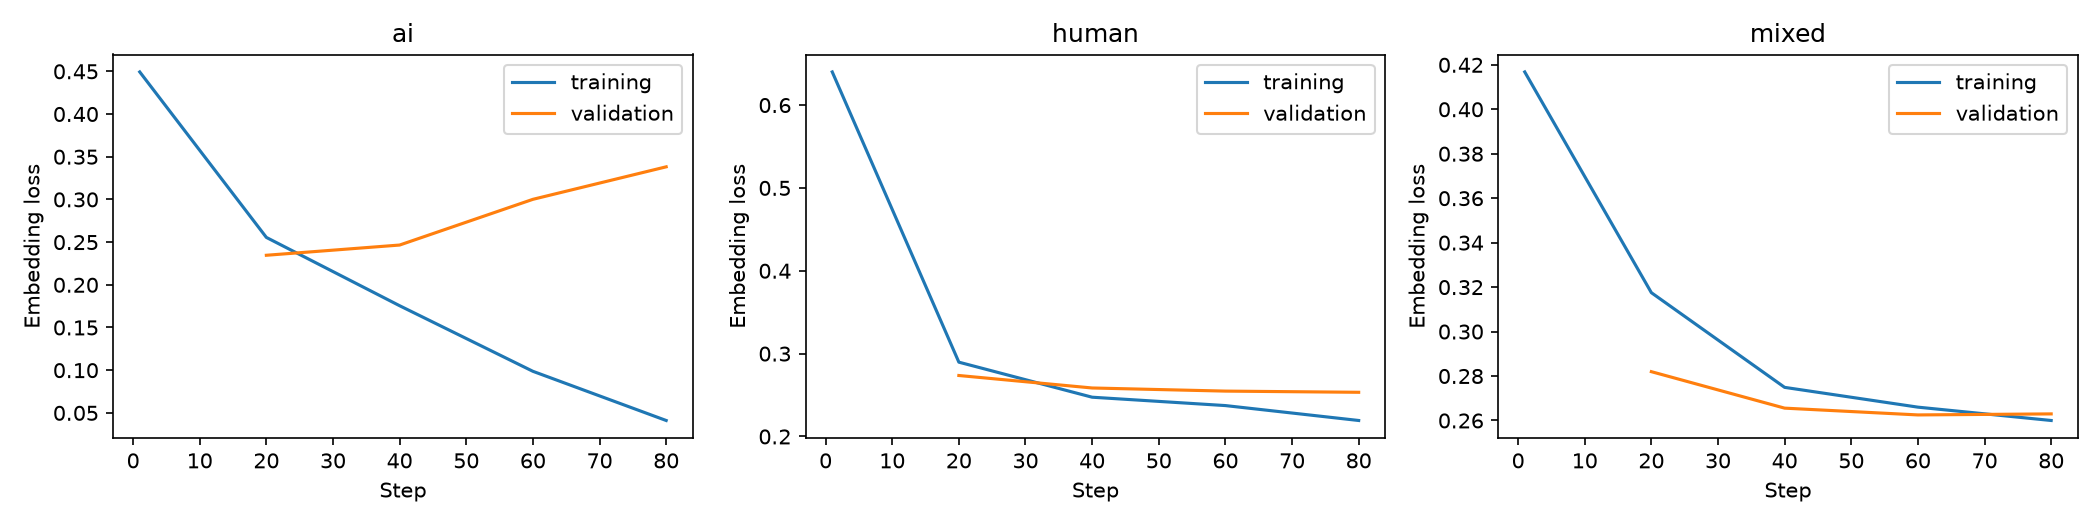 ai
training
validation
0.45
0.40
0.35
0.30
0.25
0.20
0.15
0.10
0.05
Embedding loss
0 10 20 30 40 50 60 70 80
Step
human
training
validation
0.6
0.5
0.4
0.3
0.2
Embedding loss
0 10 20 30 40 50 60 70 80
Step
mixed
training
validation
0.42
0.40
0.38
0.36
0.34
0.32
0.30
0.28
0.26
Embedding loss
0 10 20 30 40 50 60 70 80
Step